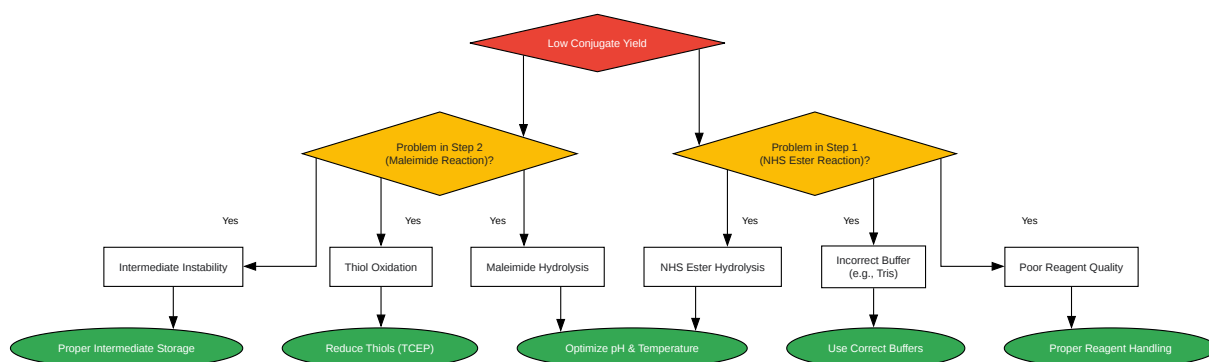 Low Conjugate Yield
Problem in Step 2
(Maleimide Reaction)?
Problem in Step 1
(NHS Ester Reaction)?
Yes
Yes
Yes
Yes
Yes
Yes
Intermediate Instability
Thiol Oxidation
Maleimide Hydrolysis
NHS Ester Hydrolysis
Incorrect Buffer
(e.g., Tris)
Poor Reagent Quality
Proper Intermediate Storage
Reduce Thiols (TCEP)
Optimize pH & Temperature
Use Correct Buffers
Proper Reagent Handling